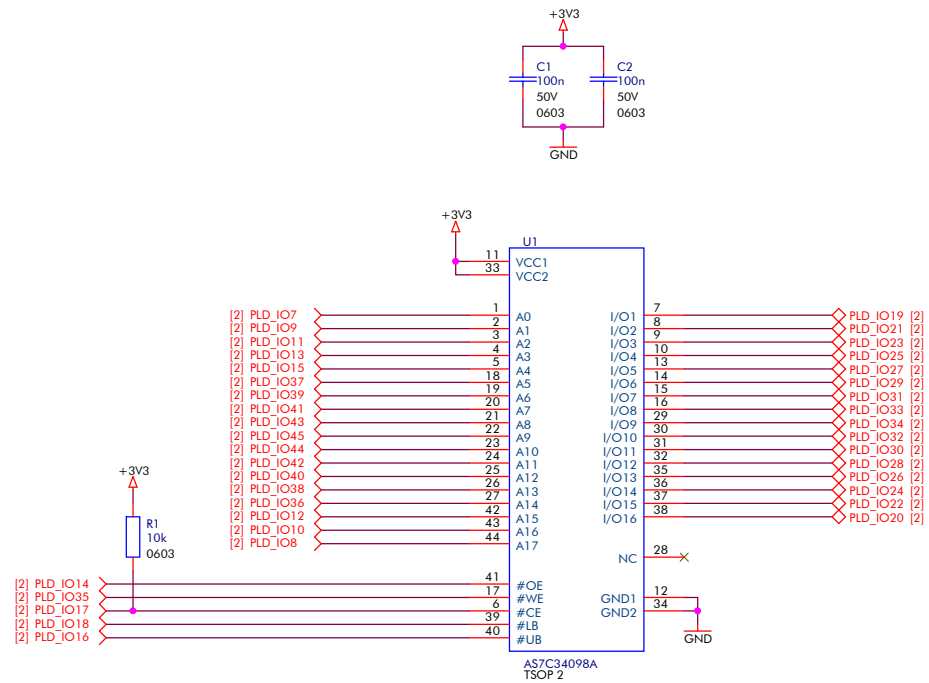 +3V3
C1
100n
50V
0603
C2
100n
50V
0603
GND
+3V3
U1
11 VCC1
33 VCC2
[2] PLD_IO7 1 A0 I/O1 7 PLD_IO19 [2]
[2] PLD_IO9 2 A1 I/O2 8 PLD_IO21 [2]
[2] PLD_IO11 3 A2 I/O3 9 PLD_IO23 [2]
[2] PLD_IO13 4 A3 I/O4 10 PLD_IO25 [2]
[2] PLD_IO15 5 A4 I/O5 13 PLD_IO27 [2]
[2] PLD_IO37 18 A5 I/O6 14 PLD_IO29 [2]
[2] PLD_IO39 19 A6 I/O7 15 PLD_IO31 [2]
[2] PLD_IO41 20 A7 I/O8 16 PLD_IO33 [2]
[2] PLD_IO43 21 A8 I/O9 29 PLD_IO34 [2]
[2] PLD_IO45 22 A9 I/O10 30 PLD_IO32 [2]
[2] PLD_IO44 23 A10 I/O11 31 PLD_IO30 [2]
[2] PLD_IO42 24 A11 I/O12 32 PLD_IO28 [2]
[2] PLD_IO40 25 A12 I/O13 35 PLD_IO26 [2]
[2] PLD_IO38 26 A13 I/O14 36 PLD_IO24 [2]
[2] PLD_IO36 27 A14 I/O15 37 PLD_IO22 [2]
[2] PLD_IO12 42 A15 I/O16 38 PLD_IO20 [2]
[2] PLD_IO10 43 A16
[2] PLD_IO8 44 A17
+3V3
R1
10k
0603
NC 28
[2] PLD_IO14 41 #OE
[2] PLD_IO35 17 #WE GND1 12
[2] PLD_IO17 6 #CE GND2 34
[2] PLD_IO18 39 #LB
[2] PLD_IO16 40 #UB
GND
AS7C34098A
TSOP 2